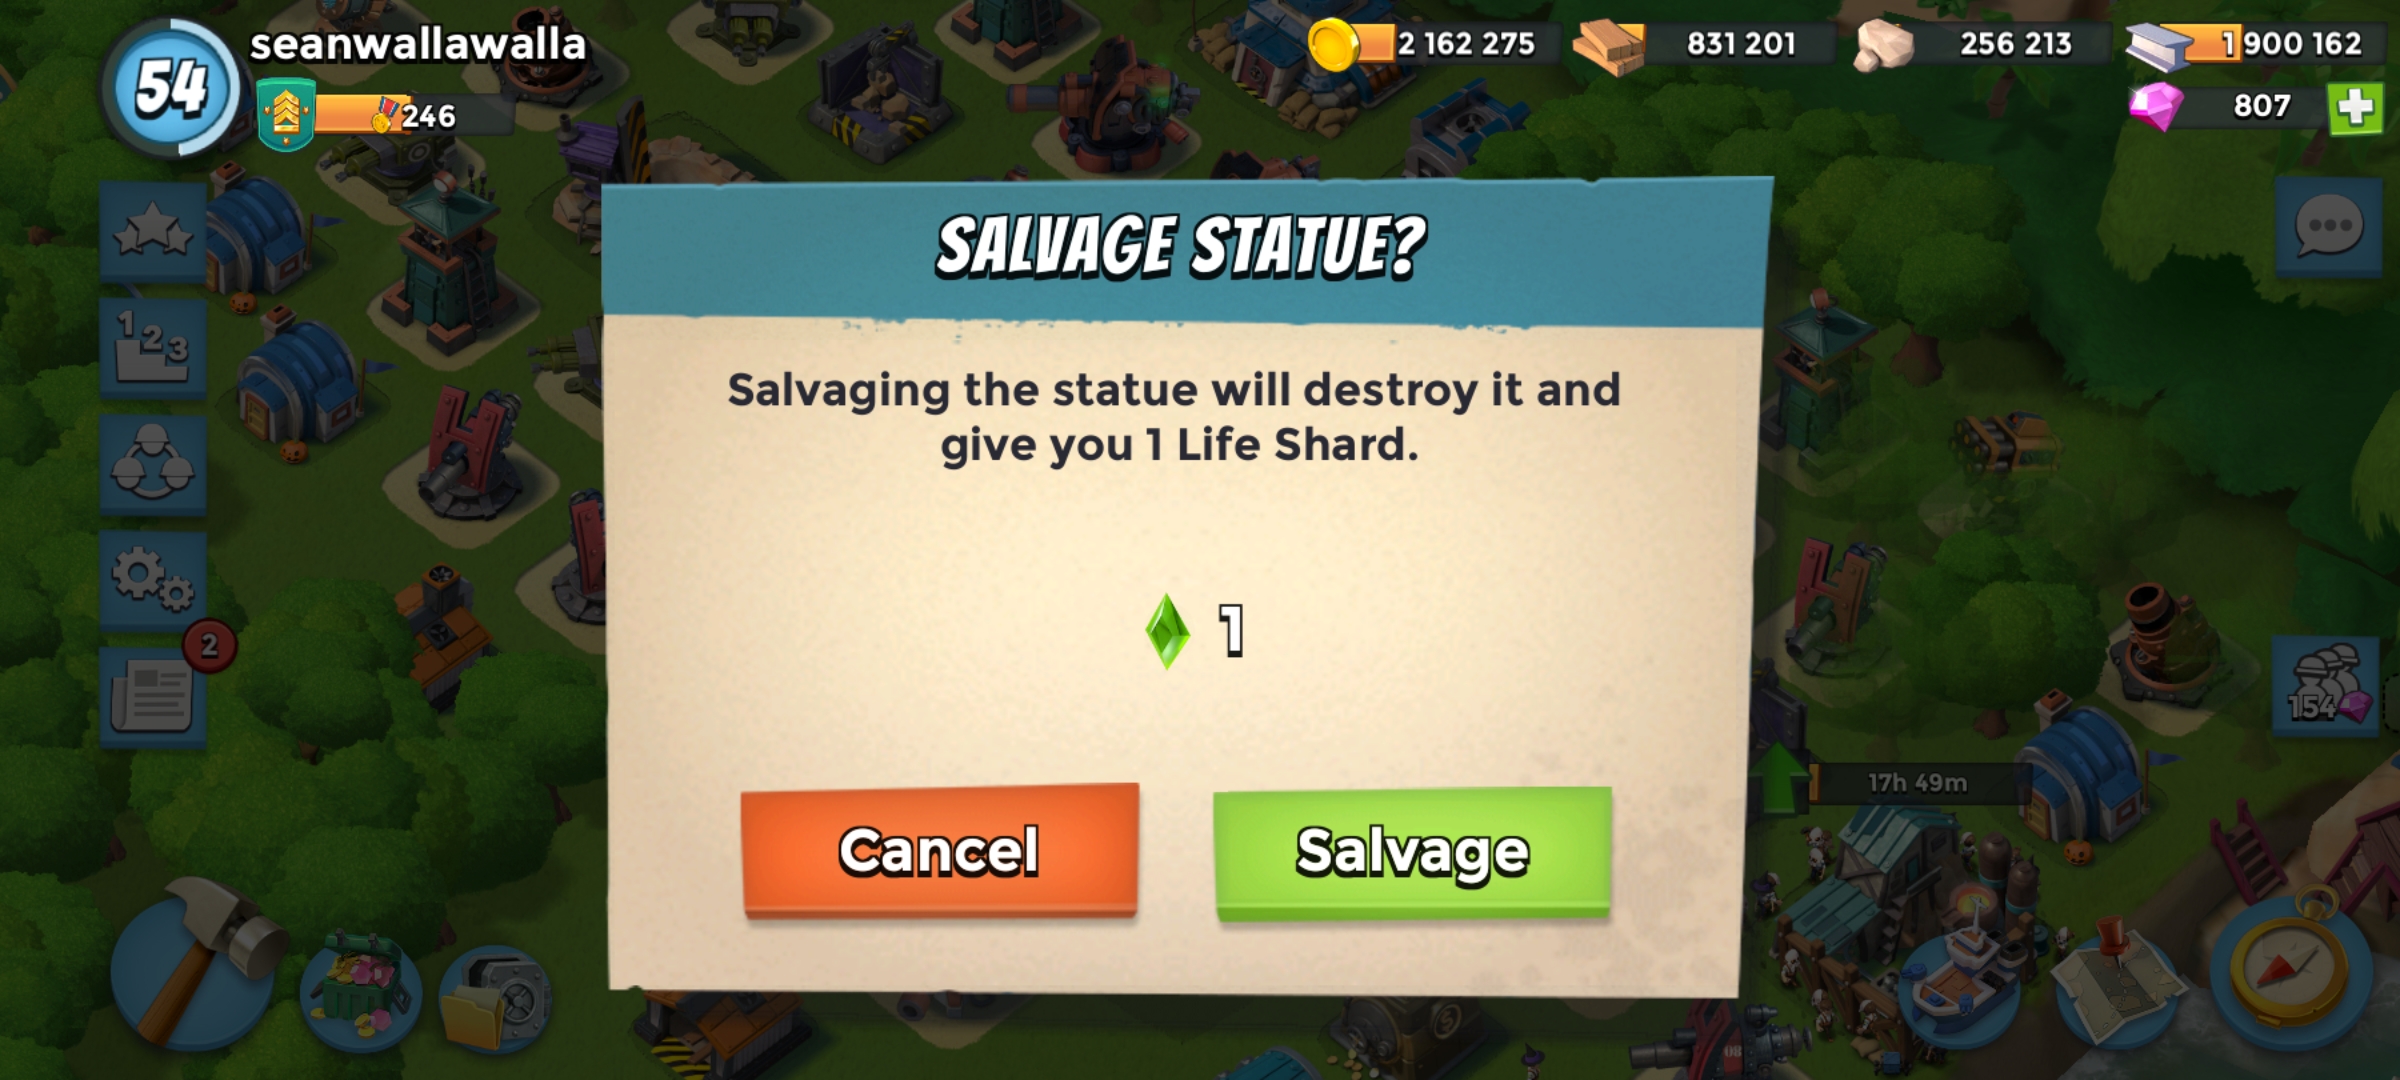 54
seanwallawalla
246
2 162 275
831 201
256 213
1 900 162
807
SALVAGE STATUE?
Salvaging the statue will destroy it and
give you 1 Life Shard.
1
Cancel
Salvage
1 2 3
2
154
17h 49m
08